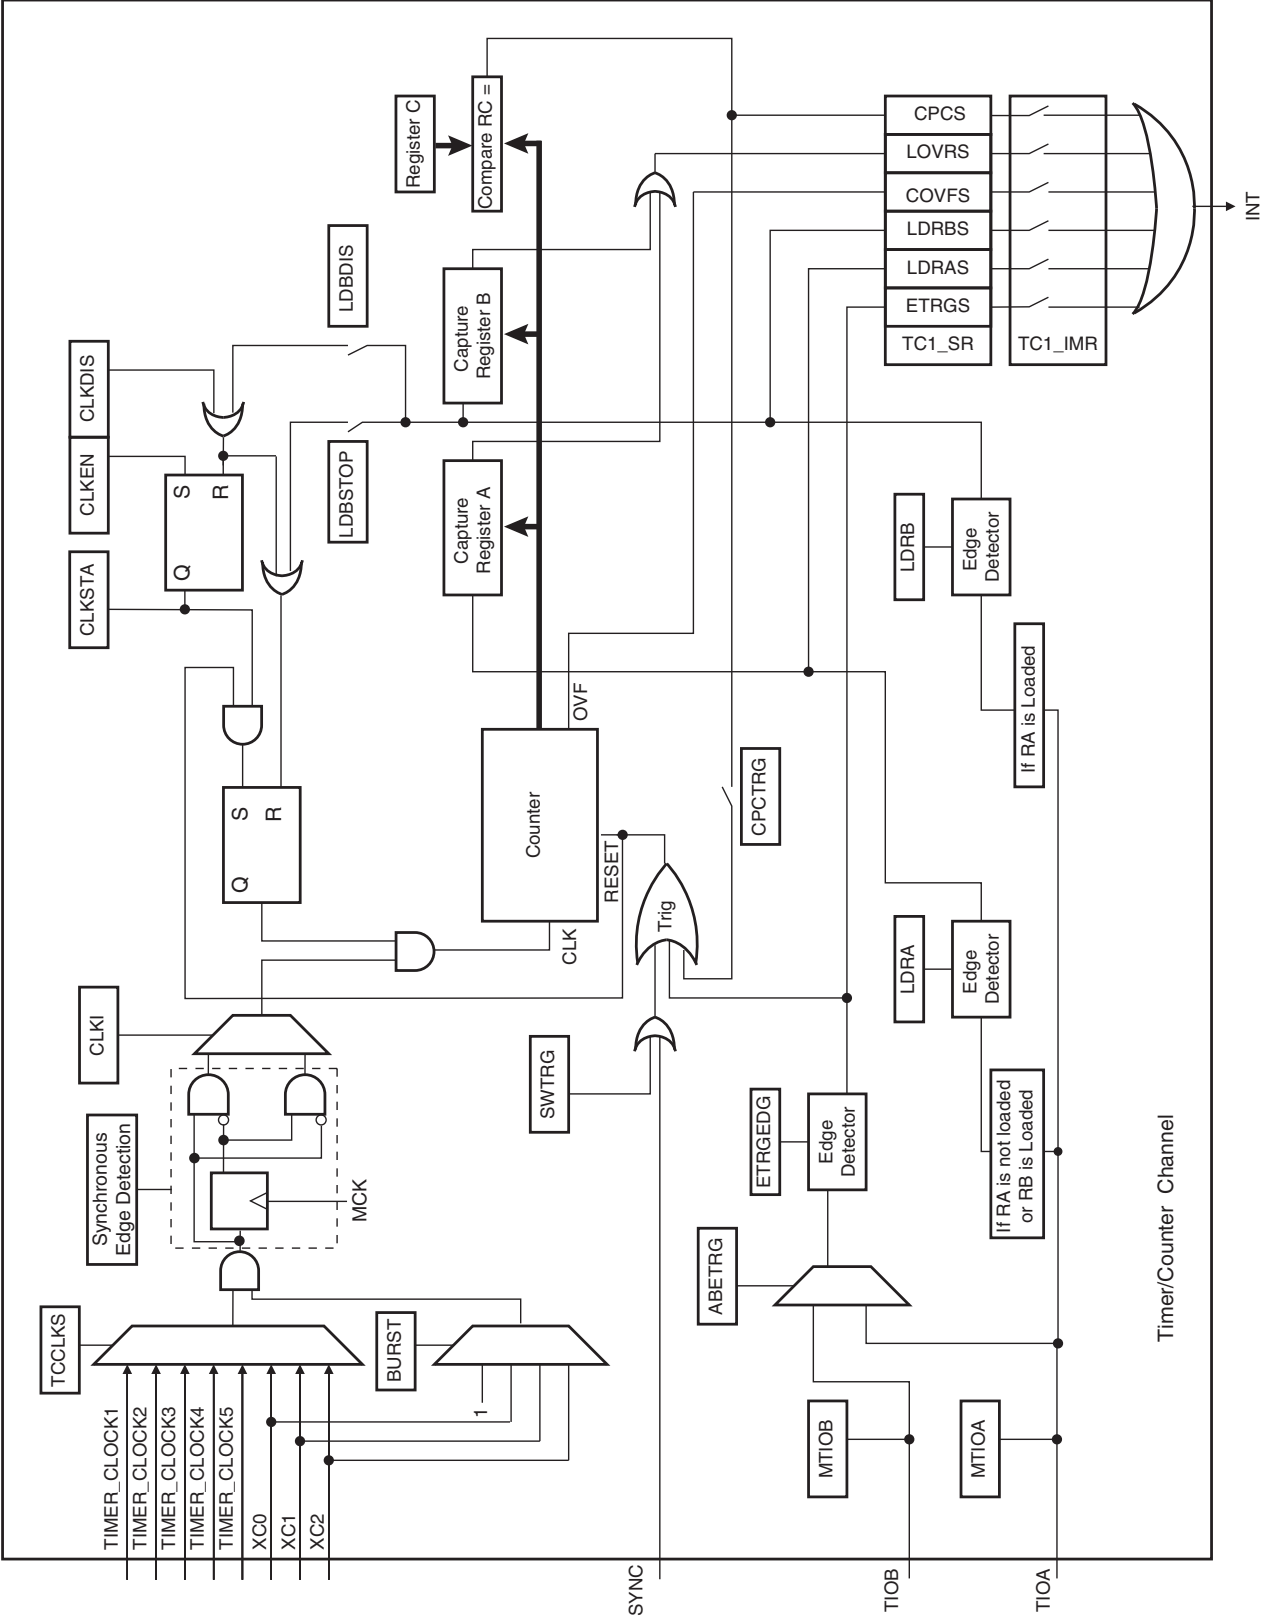 TCCLKS
TIMER_CLOCK1
TIMER_CLOCK2
TIMER_CLOCK3
TIMER_CLOCK4
TIMER_CLOCK5
XC0
XC1
XC2
Synchronous
Edge Detection
CLKI
CLKSTA
CLKEN
CLKDIS
Q
S
R
Q
S
R
MCK
BURST
1
LDBSTOP
LDBDIS
SWTRG
CLK
Counter
OVF
RESET
Trig
Capture
Register A
Capture
Register B
Register C
Compare RC =
SYNC
ABETRG
ETRGEDG
Edge
Detector
CPCTRG
MTIOB
TIOB
MTIOA
TIOA
LDRA
Edge
Detector
If RA is not loaded
or RB is Loaded
LDRB
Edge
Detector
If RA is Loaded
CPCS
LOVRS
COVFS
LDRBS
LDRAS
ETRGS
TC1_SR
TC1_IMR
INT
Timer/Counter Channel